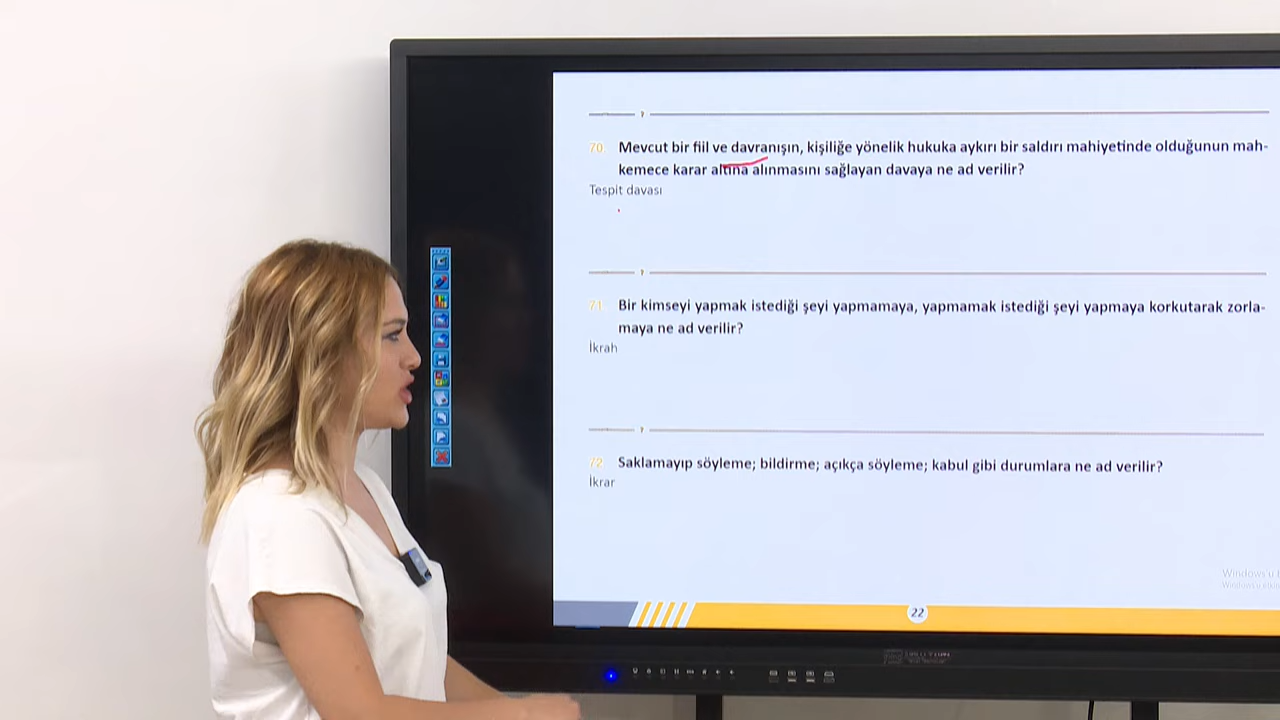 70. Mevcut bir fiil ve davranışın, kişiliğe yönelik hukuka aykırı bir saldırı mahiyetinde olduğunun mah-
kemece karar altına alınmasını sağlayan davaya ne ad verilir?
Tespit davası
71. Bir kimseyi yapmak istediği şeyi yapmamaya, yapmamak istediği şeyi yapmaya korkutarak zorla-
maya ne ad verilir?
İkrah
72. Saklamayıp söyleme; bildirme; açıkça söyleme; kabul gibi durumlara ne ad verilir?
İkrar
Windows'u
22